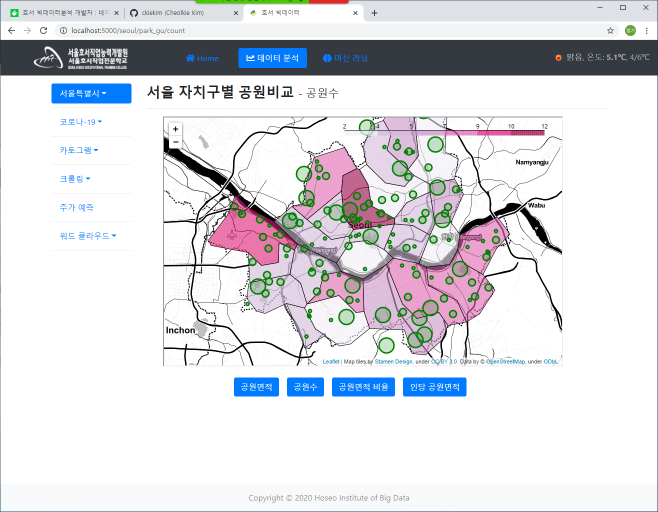 호서 빅데이터분석 개발자 : 네이
ckiekim (Cheolkie Kim)
호서 빅데이터
localhost:5000/seoul/park_gu/count
서울호서직업능력개발원
서울호서직업전문학교
Home
데이터 분석
머신 러닝
맑음, 온도: 5.1℃, 4/6℃
서울특별시
코로나-19
카토그램
크롤링
주가 예측
워드 클라우드
서울 자치구별 공원비교 - 공원수
+
−
2 4 5 7 9 10 12
Namyangju
Wabu
Seoul
Inchon
Leaflet | Map tiles by Stamen Design, under CC BY 3.0. Data by © OpenStreetMap, under ODbL.
공원면적
공원수
공원면적 비율
인당 공원면적
Copyright © 2020 Hoseo Institute of Big Data